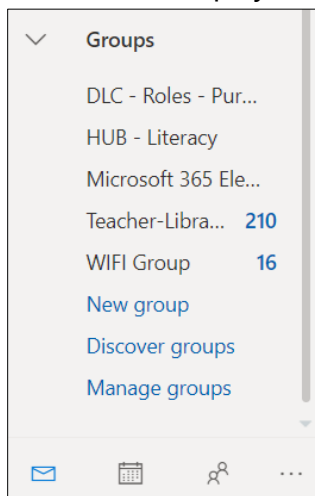 Groups
DLC - Roles - Pur...
HUB - Literacy
Microsoft 365 Ele...
Teacher-Libra... 210
WIFI Group 16
New group
Discover groups
Manage groups
...